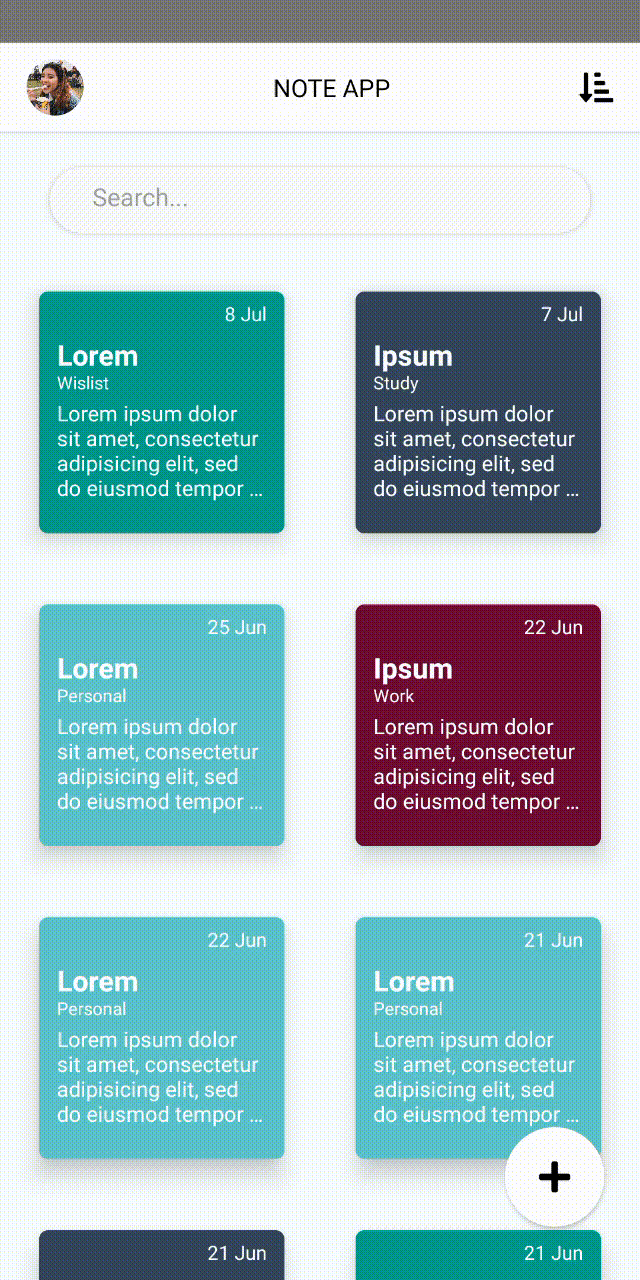 NOTE APP
Search...
8 Jul
Lorem
Wislist
Lorem ipsum dolor
sit amet, consectetur
adipisicing elit, sed
do eiusmod tempor ...
7 Jul
Ipsum
Study
Lorem ipsum dolor
sit amet, consectetur
adipisicing elit, sed
do eiusmod tempor ...
25 Jun
Lorem
Personal
Lorem ipsum dolor
sit amet, consectetur
adipisicing elit, sed
do eiusmod tempor ...
22 Jun
Ipsum
Work
Lorem ipsum dolor
sit amet, consectetur
adipisicing elit, sed
do eiusmod tempor ...
22 Jun
Lorem
Personal
Lorem ipsum dolor
sit amet, consectetur
adipisicing elit, sed
do eiusmod tempor ...
21 Jun
Lorem
Personal
Lorem ipsum dolor
sit amet, consectetur
adipisicing elit, sed
do eiusmod tempor ...
21 Jun
21 Jun